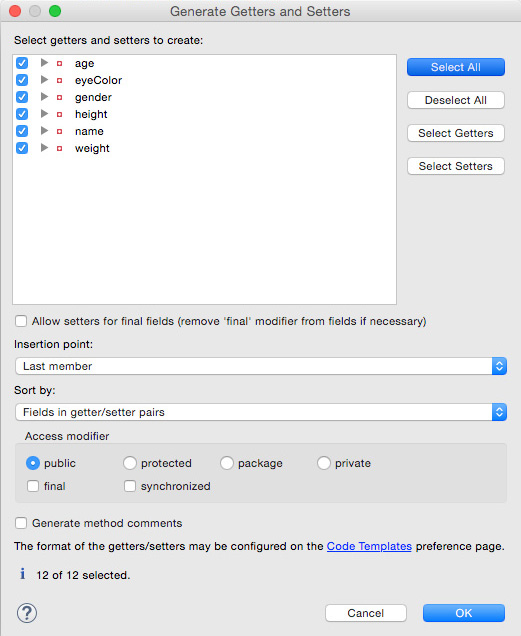 Generate Getters and Setters
Select getters and setters to create:
age
eyeColor
gender
height
name
weight
Select All
Deselect All
Select Getters
Select Setters
Allow setters for final fields (remove 'final' modifier from fields if necessary)
Insertion point:
Last member
Sort by:
Fields in getter/setter pairs
Access modifier
public protected package private
final synchronized
Generate method comments
The format of the getters/setters may be configured on the Code Templates preference page.
i 12 of 12 selected.
? Cancel OK